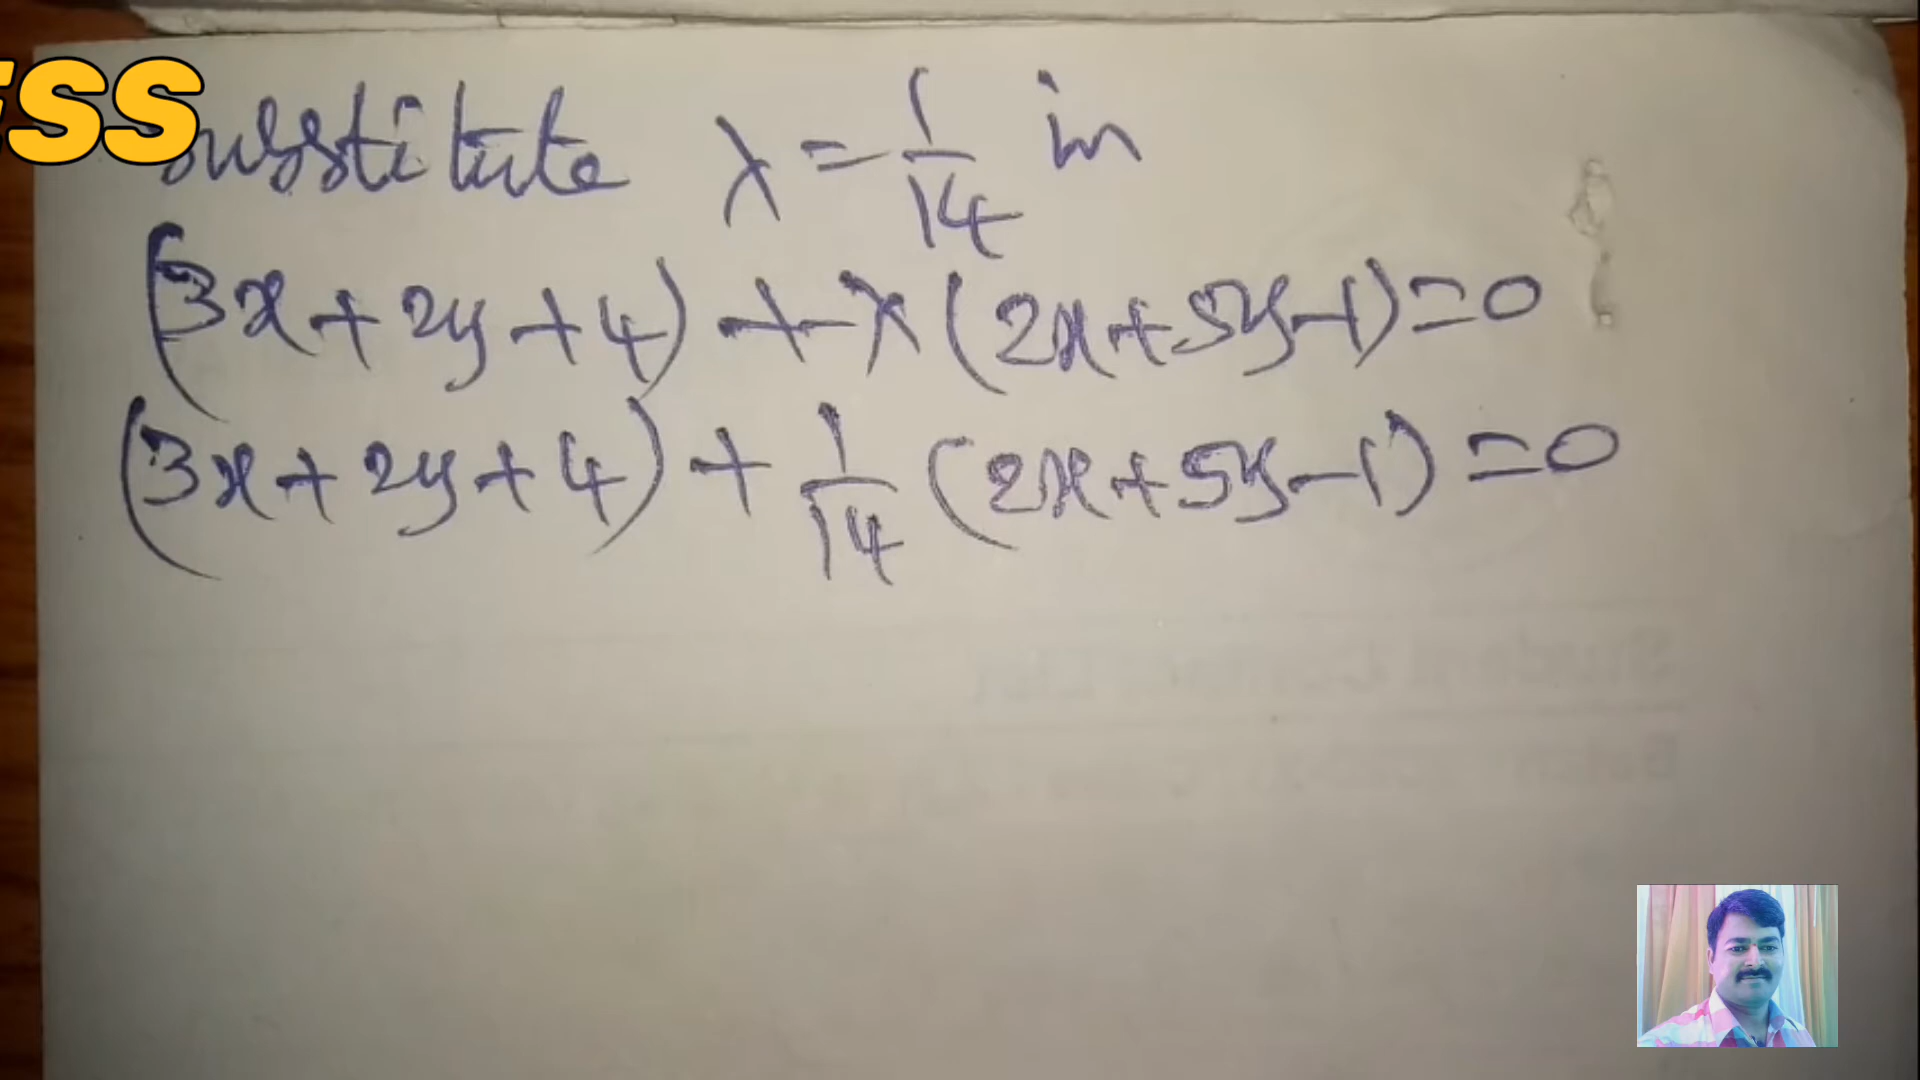 ESS
substitute λ = 1/14 in
(3x + 2y + 4) + λ (2x + 5y - 1) = 0
(3x + 2y + 4) + 1/14 (2x + 5y - 1) = 0